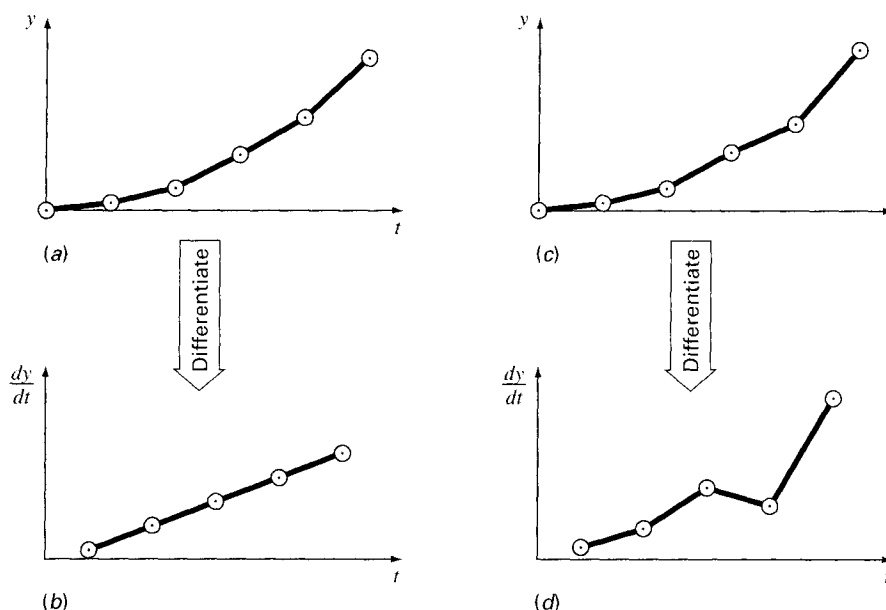 y
t
(a)
Differentiate
dy
dt
t
(b)
y
(c)
Differentiate
dy
dt
(d)